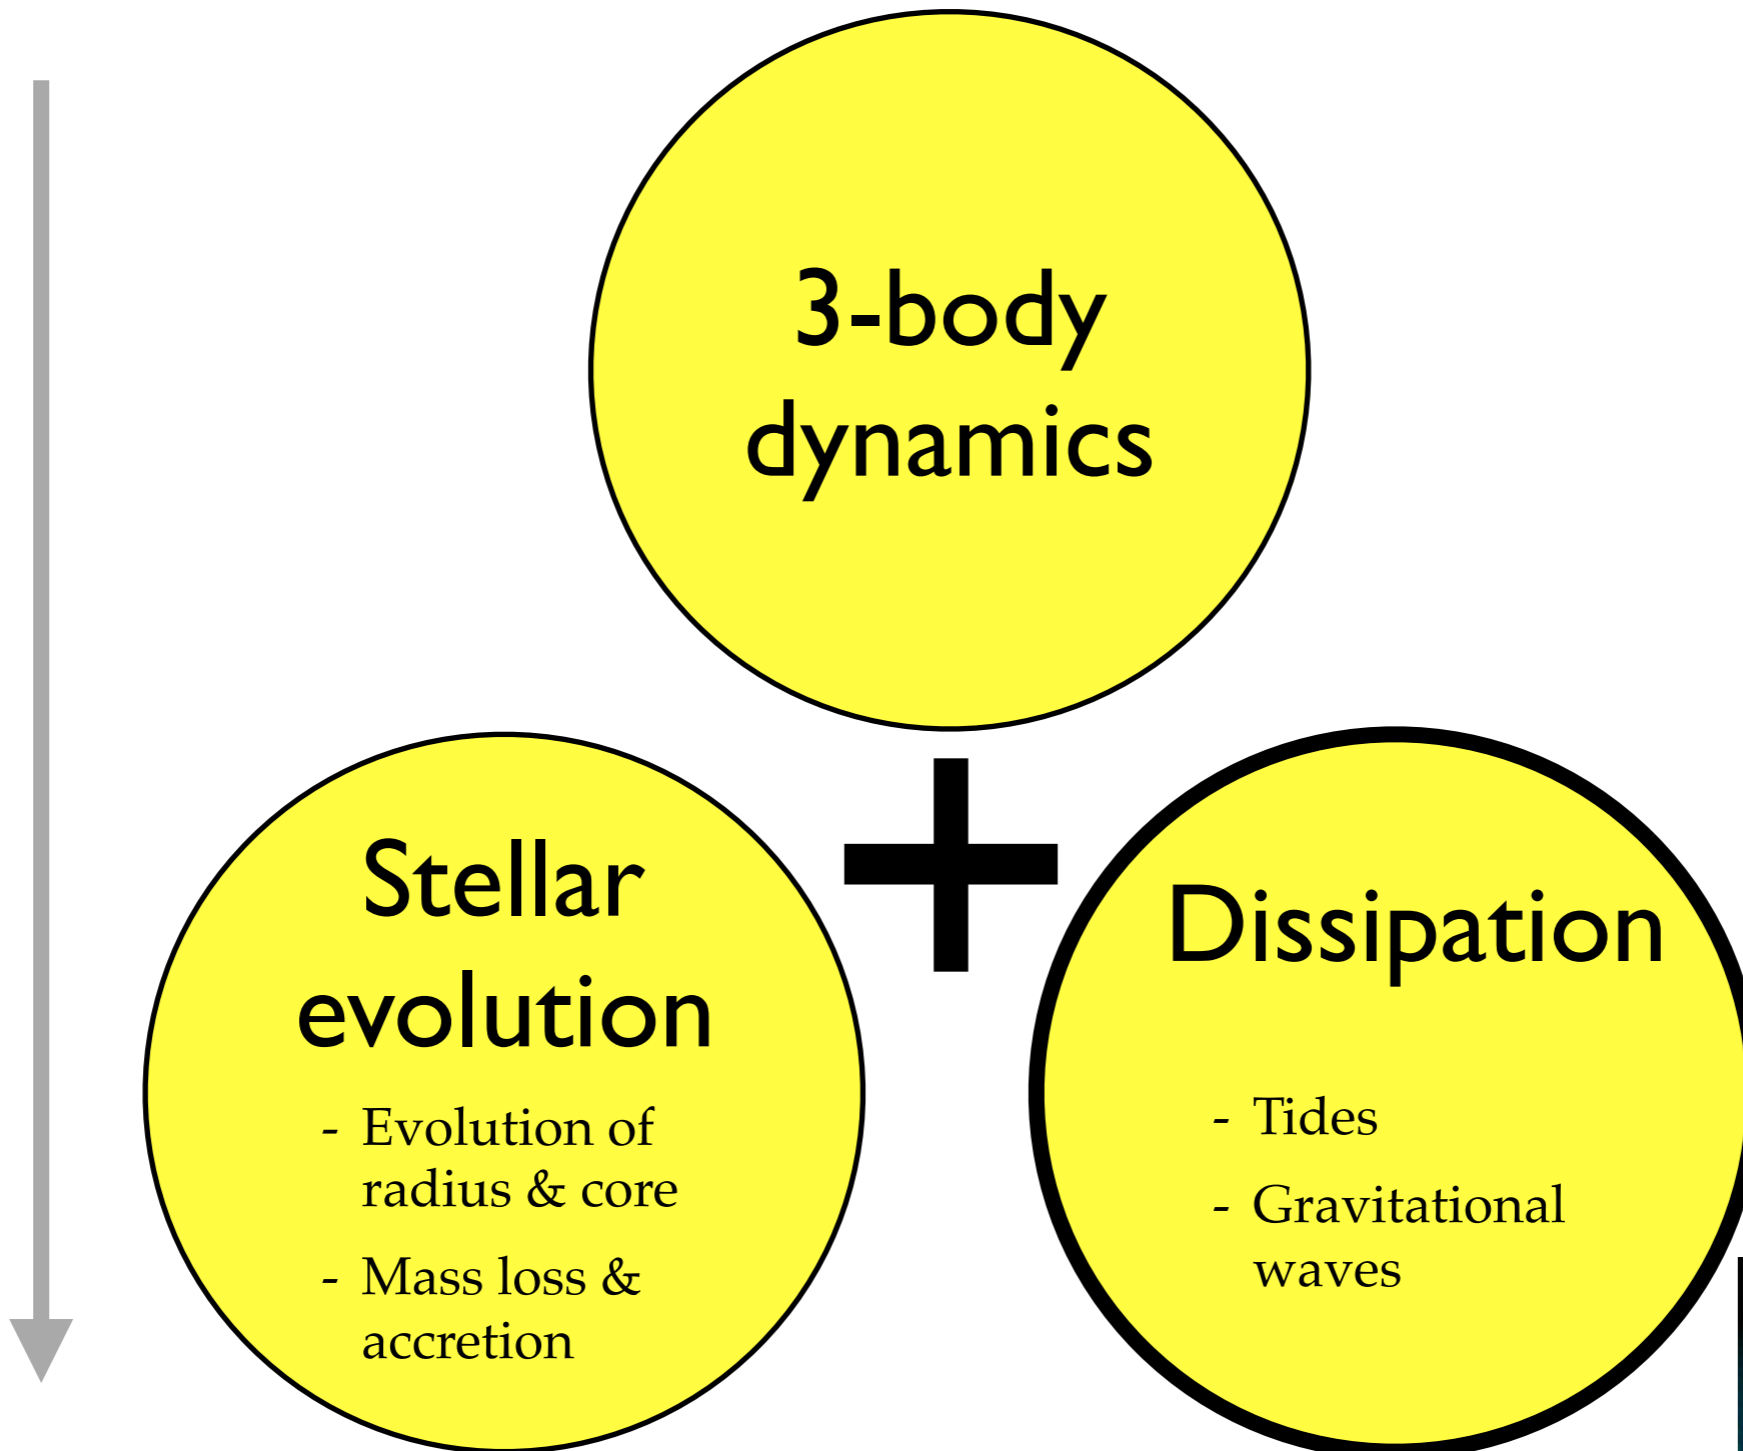 3-body
dynamics
Stellar
evolution
- Evolution of
radius & core
- Mass loss &
accretion
Dissipation
- Tides
- Gravitational
waves